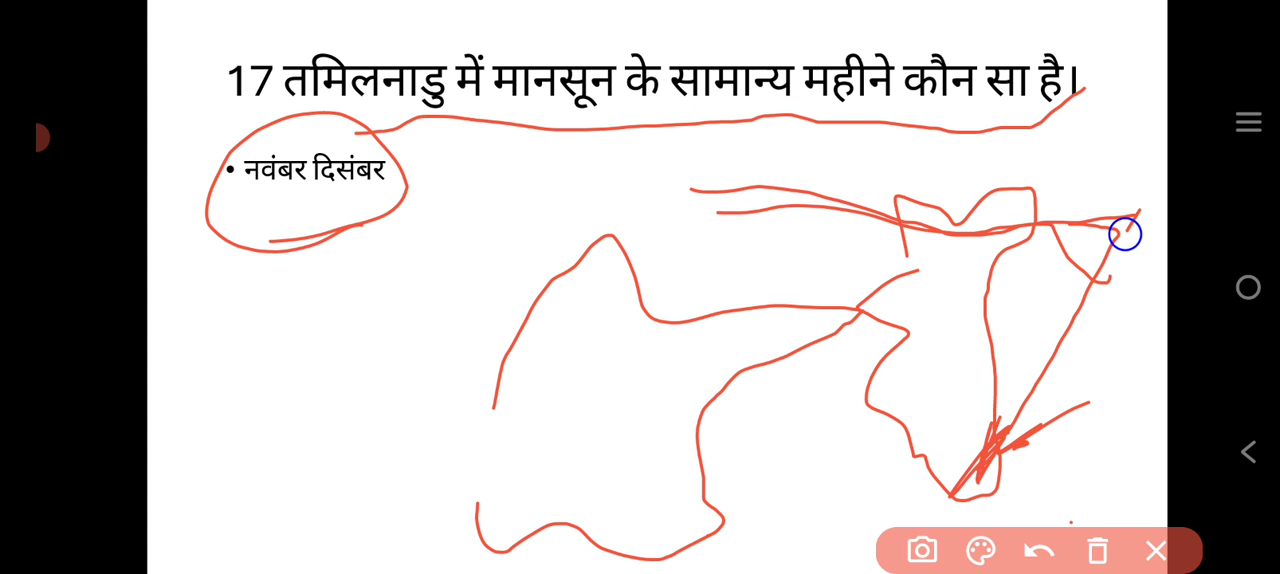 17 तमिलनाडु में मानसून के सामान्य महीने कौन सा है।
• नवंबर दिसंबर